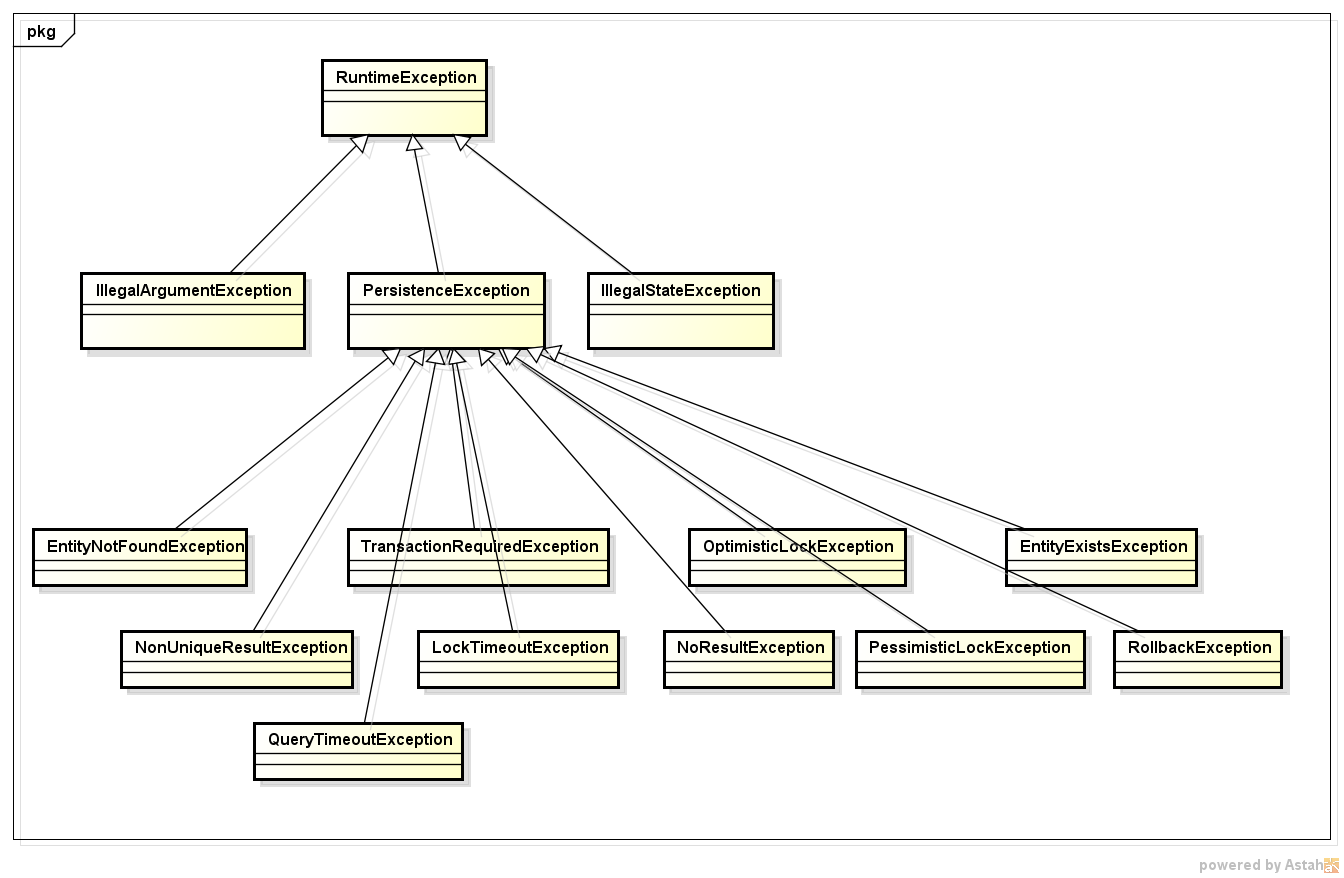 pkg
RuntimeException
IllegalArgumentException
PersistenceException
IllegalStateException
EntityNotFoundException
TransactionRequiredException
OptimisticLockException
EntityExistsException
NonUniqueResultException
LockTimeoutException
NoResultException
PessimisticLockException
RollbackException
QueryTimeoutException
powered by Astah